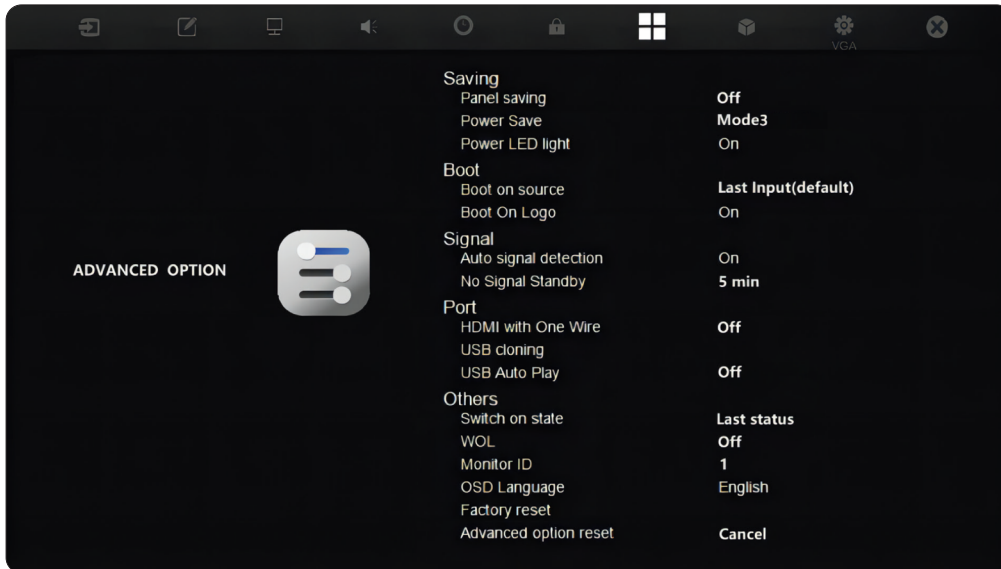 VGA
Saving
Panel saving Off
Power Save Mode3
Power LED light On
Boot
Boot on source Last Input(default)
Boot On Logo On
Signal
Auto signal detection On
ADVANCED OPTION
No Signal Standby 5 min
Port
HDMI with One Wire Off
USB cloning
USB Auto Play Off
Others
Switch on state Last status
WOL Off
Monitor ID 1
OSD Language English
Factory reset
Advanced option reset Cancel